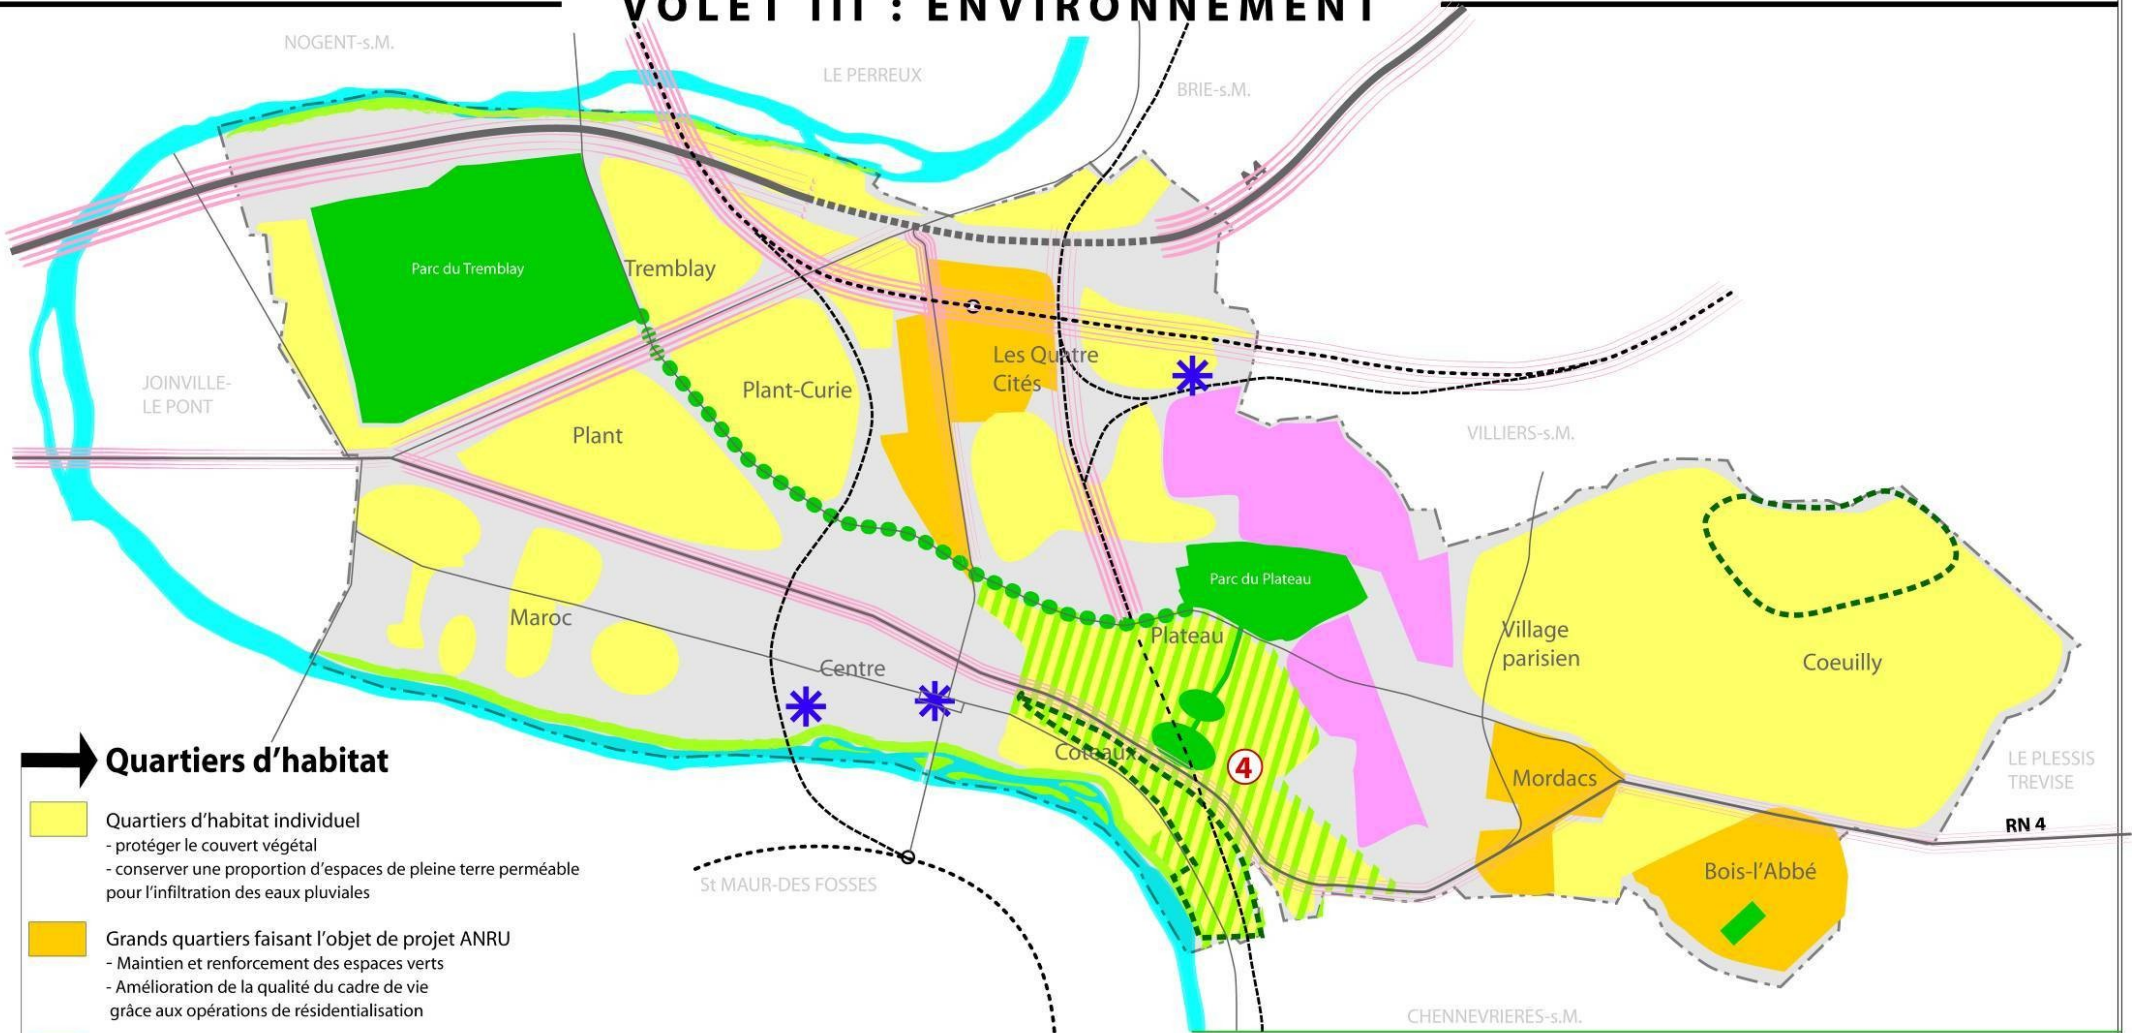 VOLET III : ENVIRONNEMENT
NOGENT-s.M.
LE PERREUX
BRIE-s.M.
Parc du Tremblay
Tremblay
JOINVILLE-
LE PONT
Plant-Curie
Les Quatre
Cités
Plant
VILLIERS-s.M.
Parc du Plateau
Maroc
Plateau
Village
parisien
Centre
Coeuilly
Coteaux
4
Mordacs
LE PLESSIS
TREVISE
RN 4
Bois-l'Abbé
St MAUR-DES FOSSES
CHENNEVRIERES-s.M.
Quartiers d'habitat
Quartiers d'habitat individuel
- protéger le couvert végétal
- conserver une proportion d'espaces de pleine terre perméable
pour l'infiltration des eaux pluviales
Grands quartiers faisant l'objet de projet ANRU
- Maintien et renforcement des espaces verts
- Amélioration de la qualité du cadre de vie
grâce aux opérations de résidentialisation